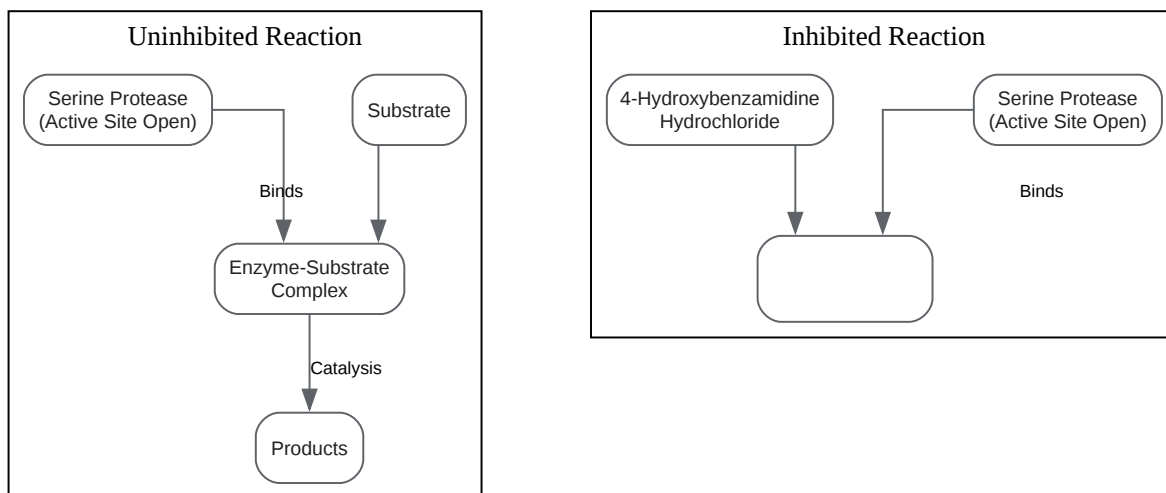 Uninhibited Reaction
Serine Protease
(Active Site Open)
Substrate
Binds
Enzyme-Substrate
Complex
Catalysis
Products
Inhibited Reaction
4-Hydroxybenzamidine
Hydrochloride
Serine Protease
(Active Site Open)
Binds